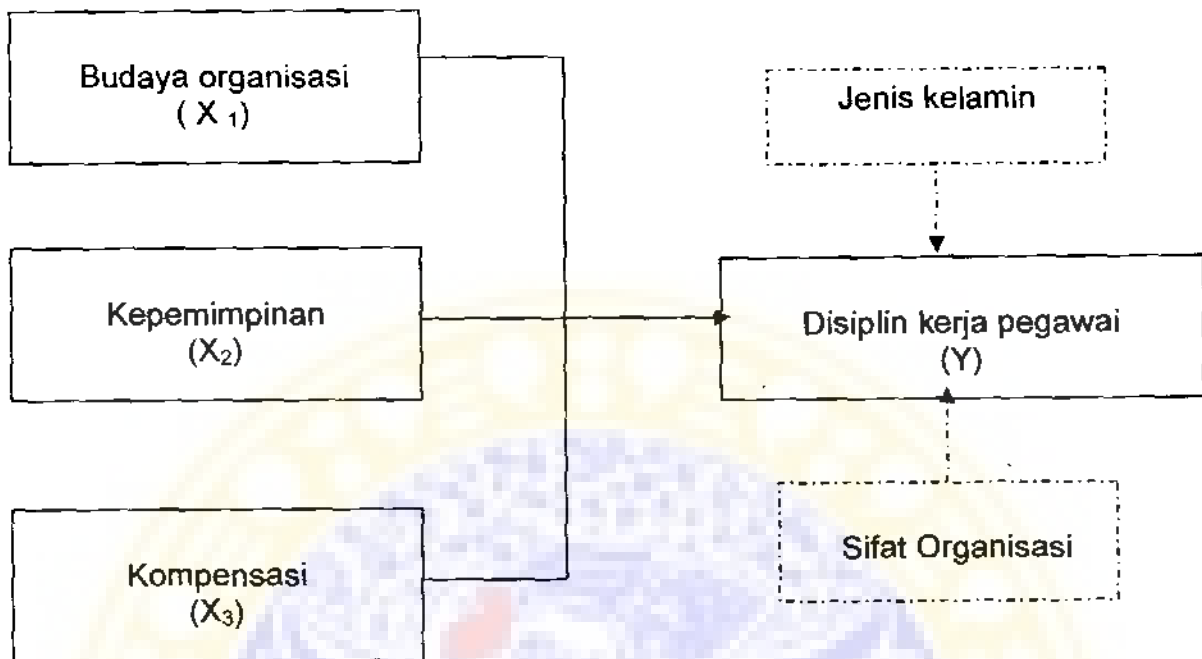 Budaya organisasi
( X 1)
Jenis kelamin
Kepemimpinan
(X2)
Disiplin kerja pegawai
(Y)
Sifat Organisasi
Kompensasi
(X3)